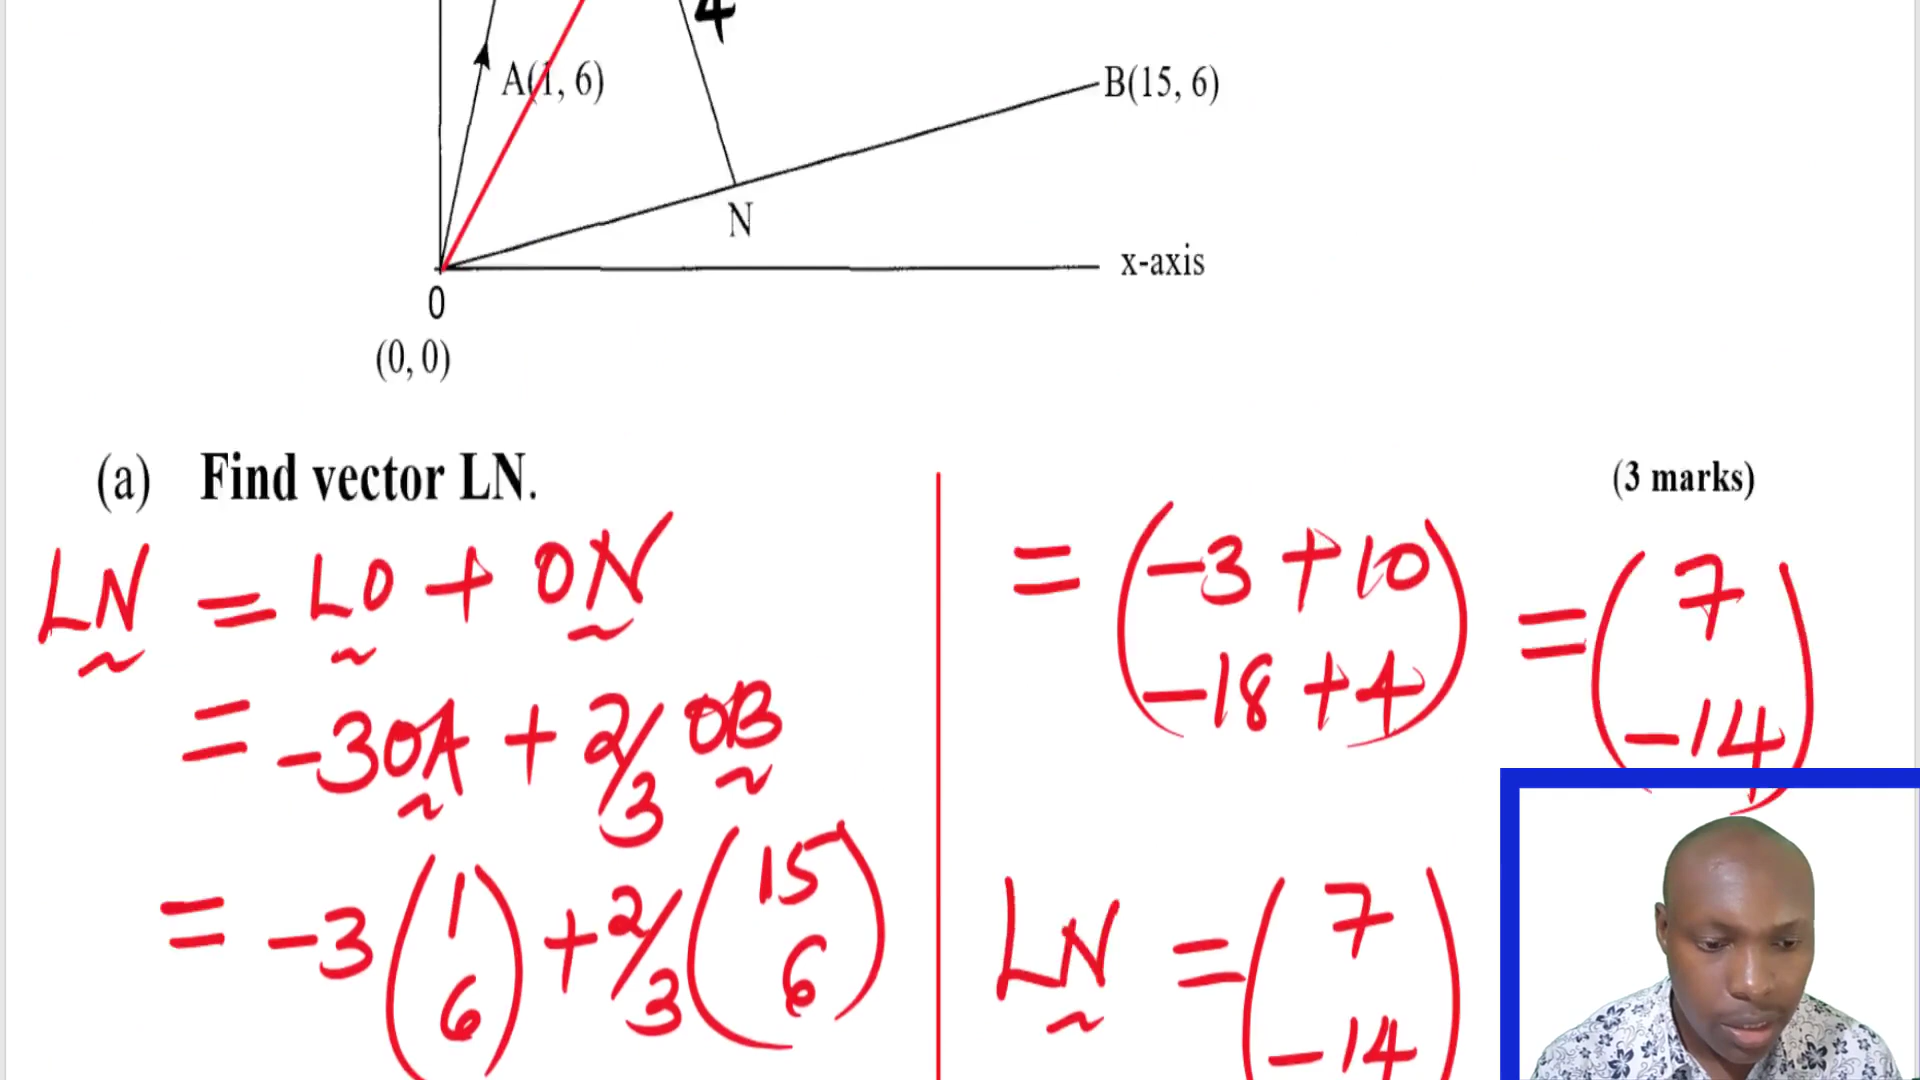 4
A(1, 6)
B(15, 6)
N
x-axis
0
(0, 0)
(a) Find vector LN.
(3 marks)
LN = LO + ON
= -3OA + 2/3 OB
= -3 (1 6) + 2/3 (15 6)
= (-3 + 10 -18 + 4) = (7 -14)
LN = (7 -14)